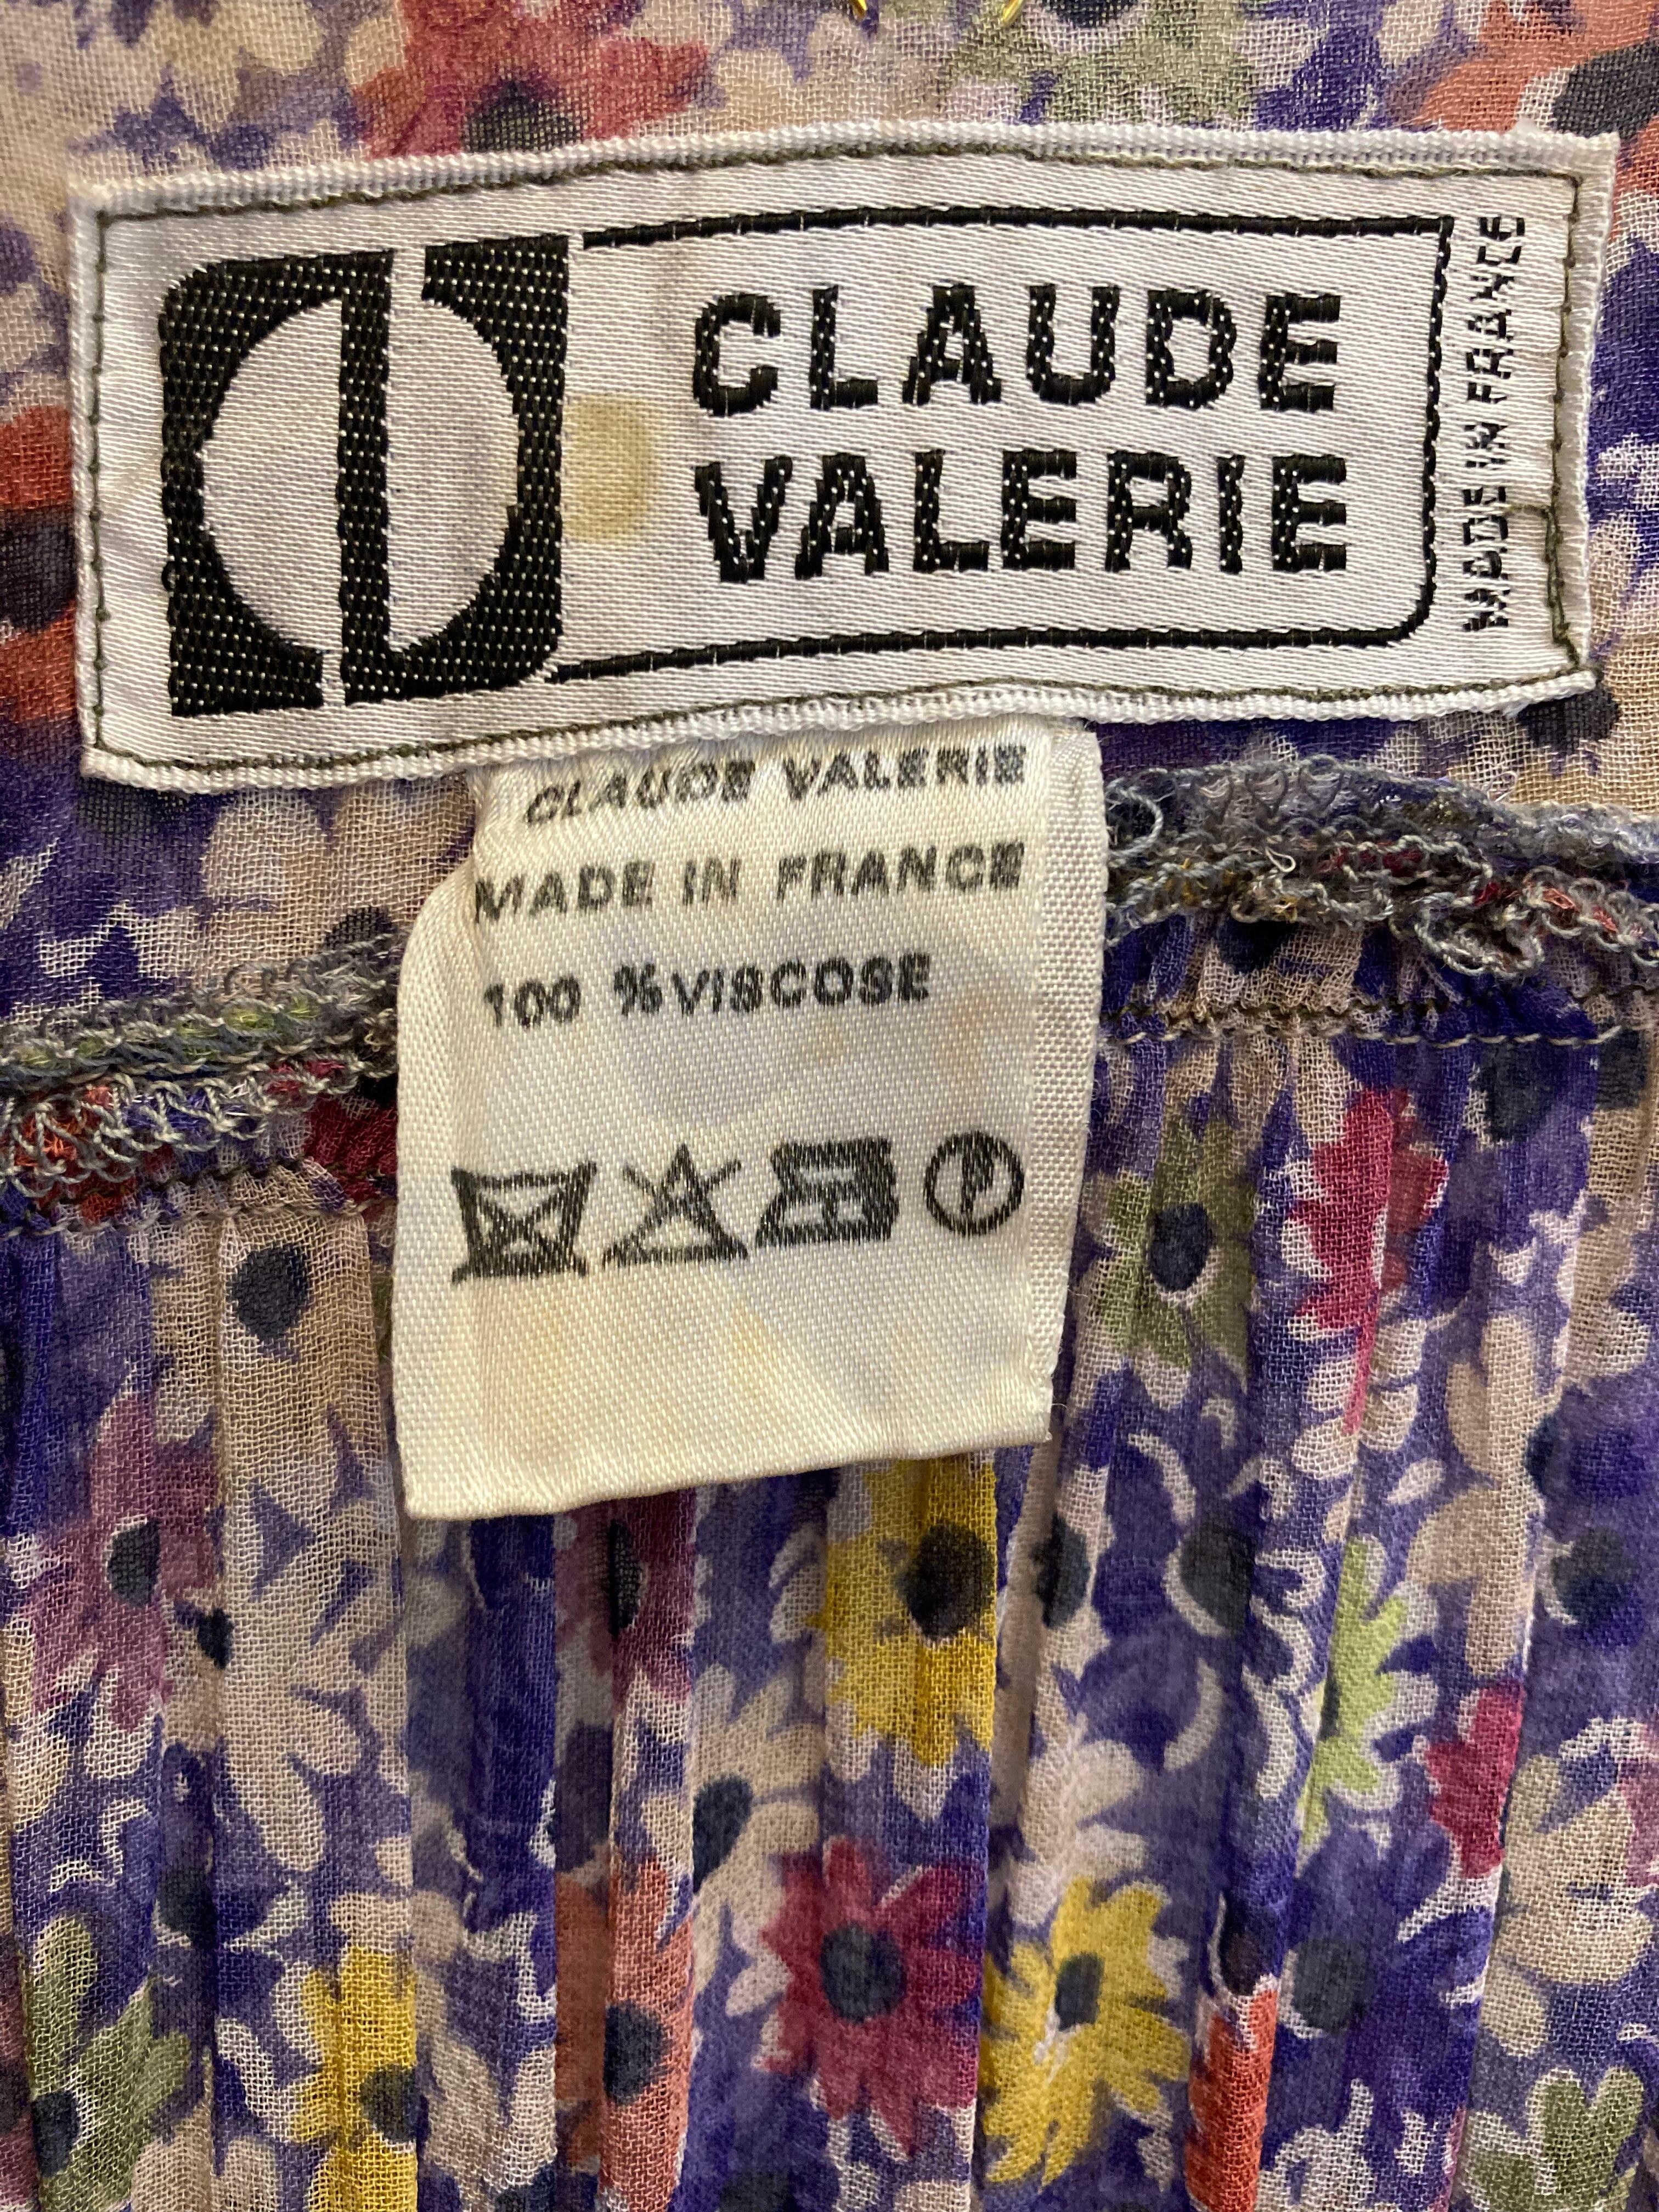 CLAUDE
VALERIE
MADE IN FRANCE
CLAUDE VALERIE
MADE IN FRANCE
100 % VISCOSE
P